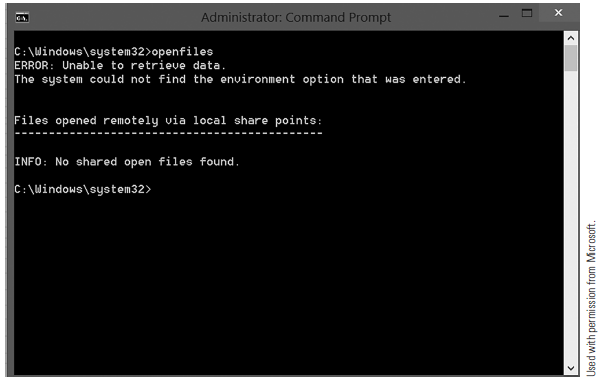 Administrator: Command Prompt
C:\Windows\system32>openfiles
ERROR: Unable to retrieve data.
The system could not find the environment option that was entered.
Files opened remotely via local share points:
---------------------------------------------
INFO: No shared open files found.
C:\Windows\system32>
Used with permission from Microsoft.